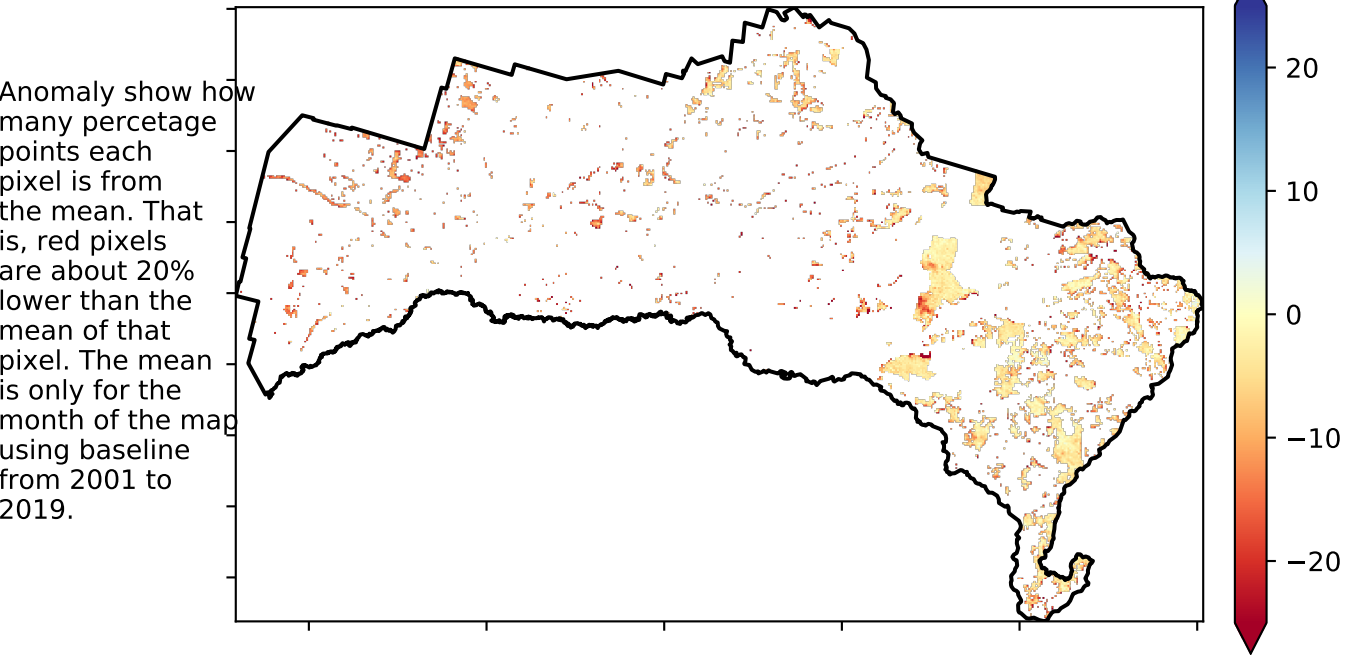 Anomaly show how
many percetage
points each
pixel is from
the mean. That
is, red pixels
are about 20%
lower than the
mean of that
pixel. The mean
is only for the
month of the map
using baseline
from 2001 to
2019.
20
10
0
−10
−20